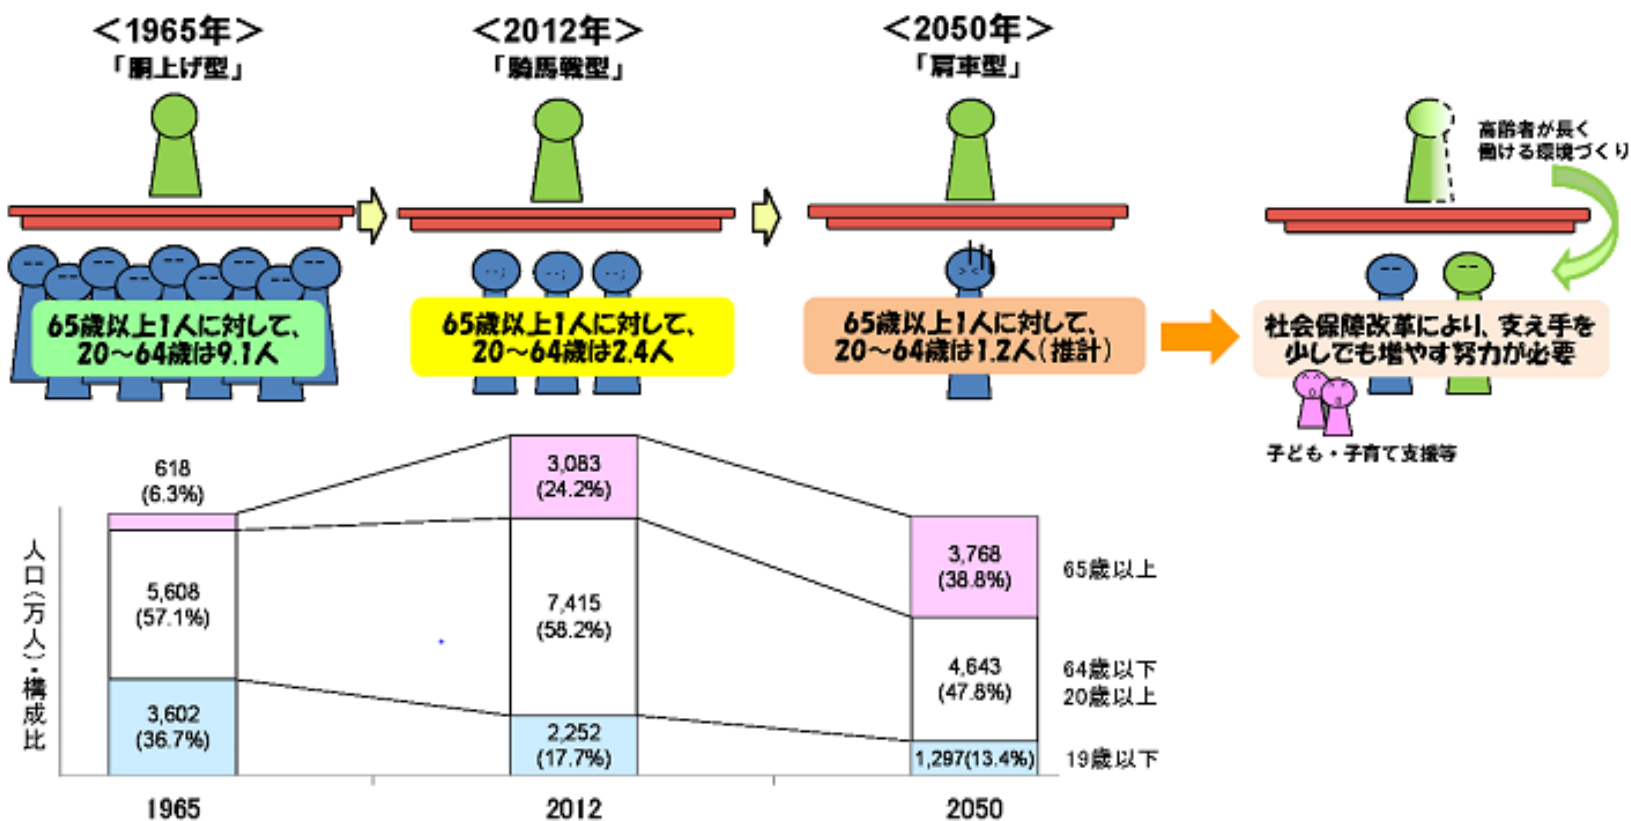 ＜1965年＞
「胴上げ型」
＜2012年＞
「騎馬戦型」
＜2050年＞
「肩車型」
高齢者が長く
働ける環境づくり
65歳以上1人に対して、
20～64歳は9.1人
65歳以上1人に対して、
20～64歳は2.4人
65歳以上1人に対して、
20～64歳は1.2人（推計）
社会保障改革により、支え手を
少しでも増やす努力が必要
子ども・子育て支援等
人口（万人）・構成比
618
(6.3%)
5,608
(57.1%)
3,602
(36.7%)
3,083
(24.2%)
7,415
(58.2%)
2,252
(17.7%)
3,768
(38.8%)
4,643
(47.8%)
1,297(13.4%)
65歳以上
64歳以下
20歳以上
19歳以下
1965
2012
2050